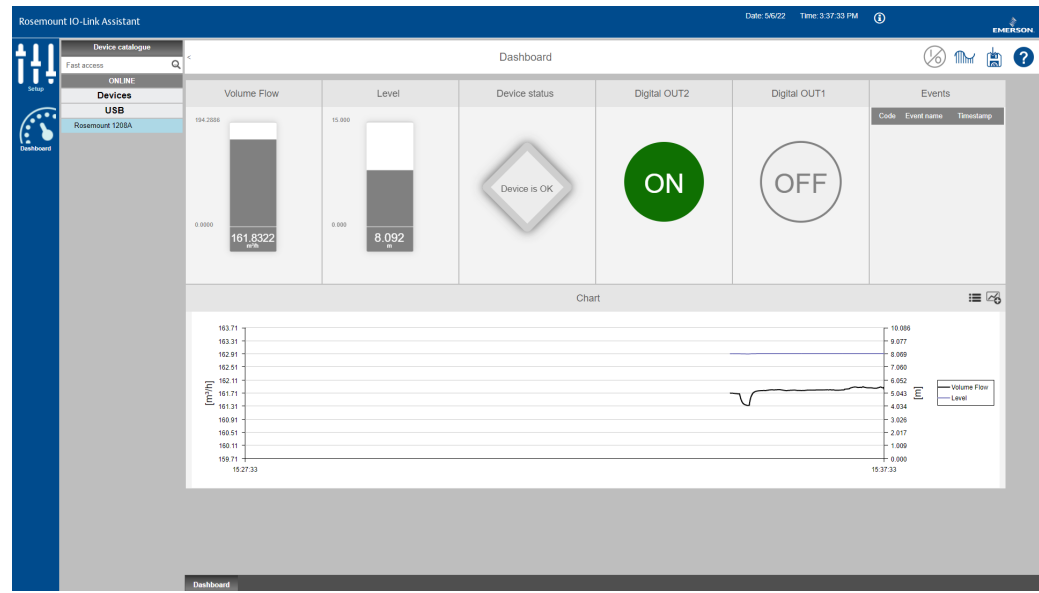 Rosemount IO-Link Assistant
Date: 5/6/22 Time: 3:37:33 PM
EMERSON
Setup
Dashboard
Device catalogue
Fast access
ONLINE
Devices
USB
Rosemount 1208A
<
Dashboard
Volume Flow
194.2886
0.0000
161.8322
m³/h
Level
15.000
0.000
8.092
m
Device status
Device is OK
Digital OUT2
ON
Digital OUT1
OFF
Events
Code Event name Timestamp
Chart
163.71
163.31
162.91
162.51
162.11
161.71
161.31
160.91
160.51
160.11
159.71
[m³/h]
15:27:33
15:37:33
10.086
9.077
8.069
7.060
6.052
5.043
4.034
3.026
2.017
1.009
0.000
[m]
Volume Flow
Level
Dashboard